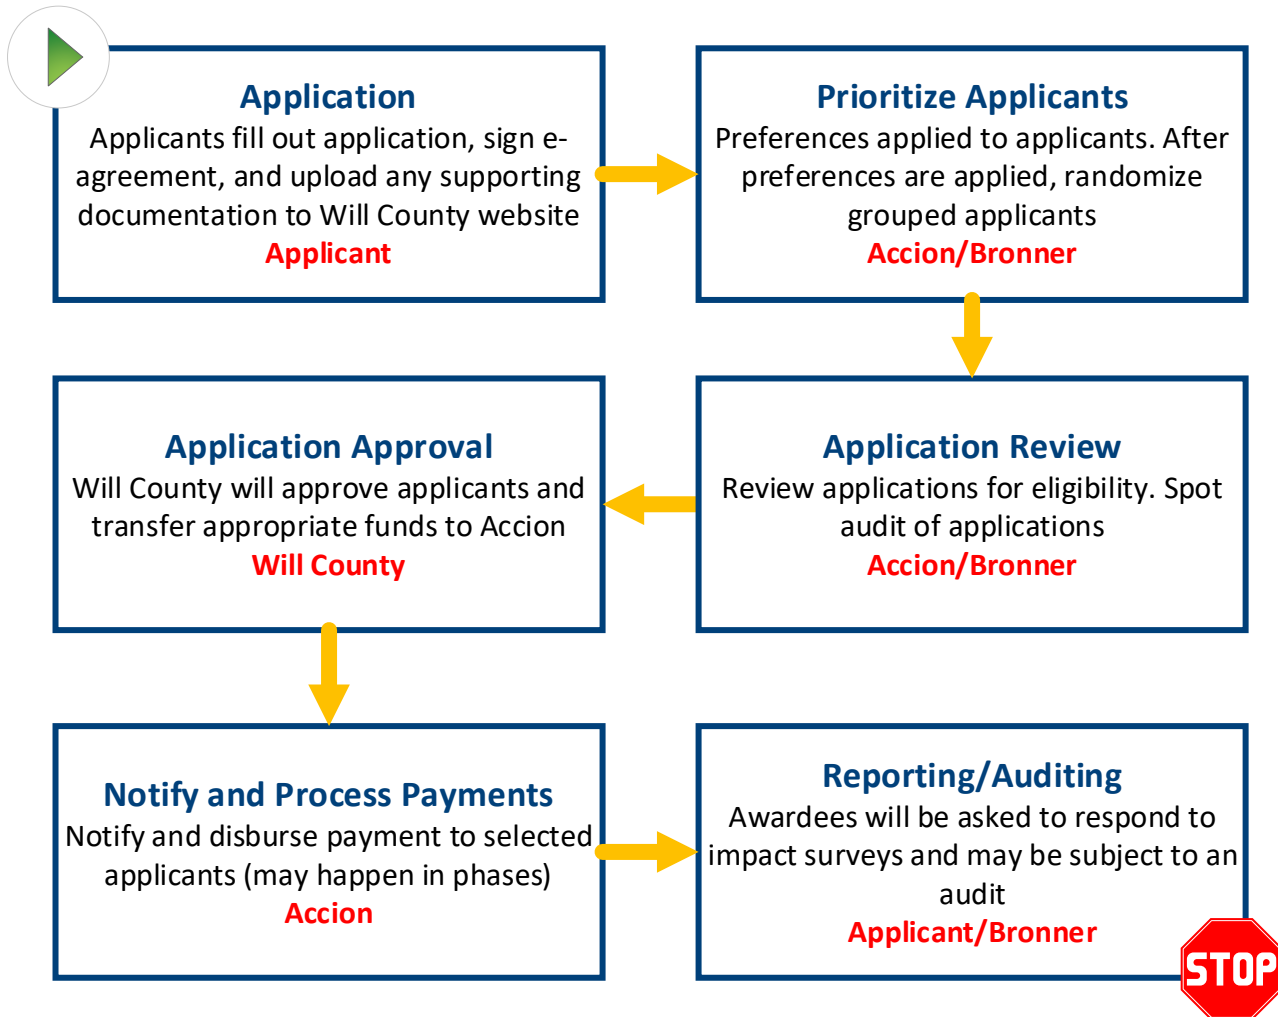 Application
Applicants fill out application, sign e-
agreement, and upload any supporting
documentation to Will County website
Applicant
Prioritize Applicants
Preferences applied to applicants. After
preferences are applied, randomize
grouped applicants
Accion/Bronner
Application Review
Review applications for eligibility. Spot
audit of applications
Accion/Bronner
Application Approval
Will County will approve applicants and
transfer appropriate funds to Accion
Will County
Notify and Process Payments
Notify and disburse payment to selected
applicants (may happen in phases)
Accion
Reporting/Auditing
Awardees will be asked to respond to
impact surveys and may be subject to an
audit
Applicant/Bronner
STOP